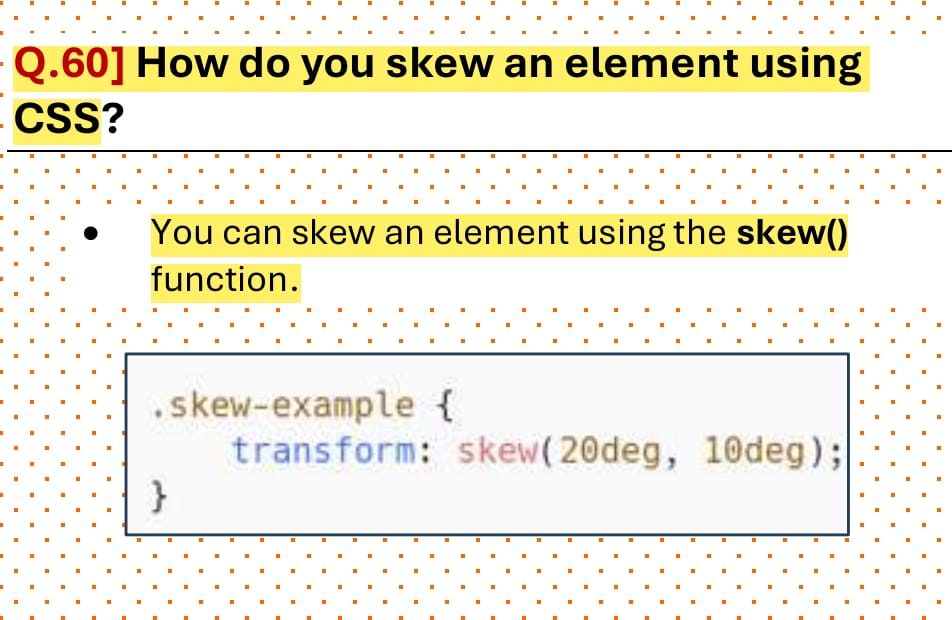 Q.60] How do you skew an element using
CSS?
● You can skew an element using the skew()
function.
.skew-example {
    transform: skew(20deg, 10deg);
}